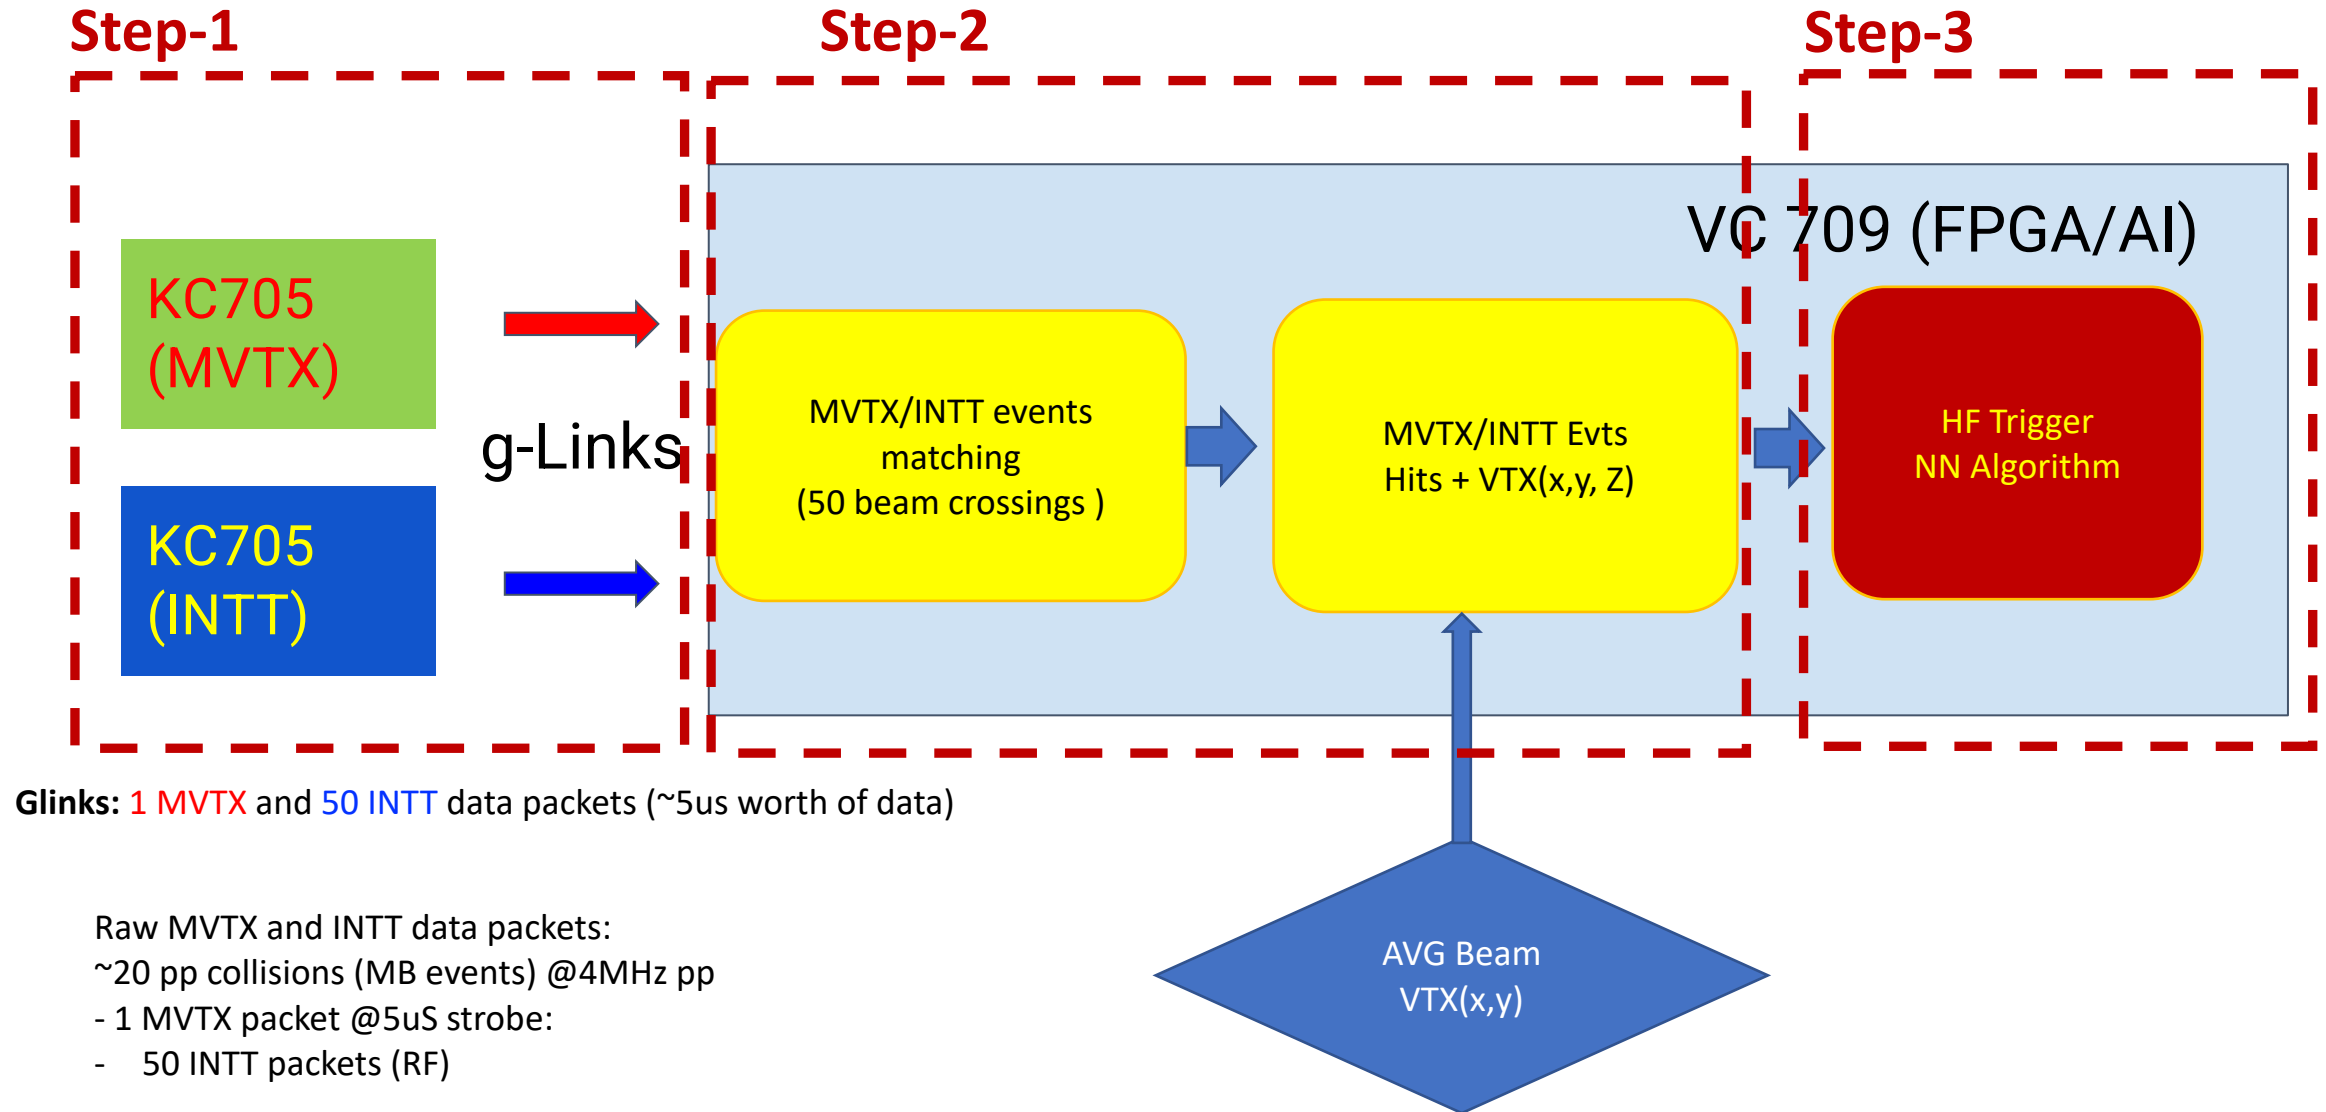 Step-1
Step-2
Step-3
VC 709 (FPGA/AI)
KC705
(MVTX)
g-Links
KC705
(INTT)
MVTX/INTT events
matching
(50 beam crossings )
MVTX/INTT Evts
Hits + VTX(x,y, Z)
HF Trigger
NN Algorithm
Glinks: 1 MVTX and 50 INTT data packets (~5us worth of data)
Raw MVTX and INTT data packets:
~20 pp collisions (MB events) @4MHz pp
- 1 MVTX packet @5uS strobe:
- 50 INTT packets (RF)
AVG Beam
VTX(x,y)